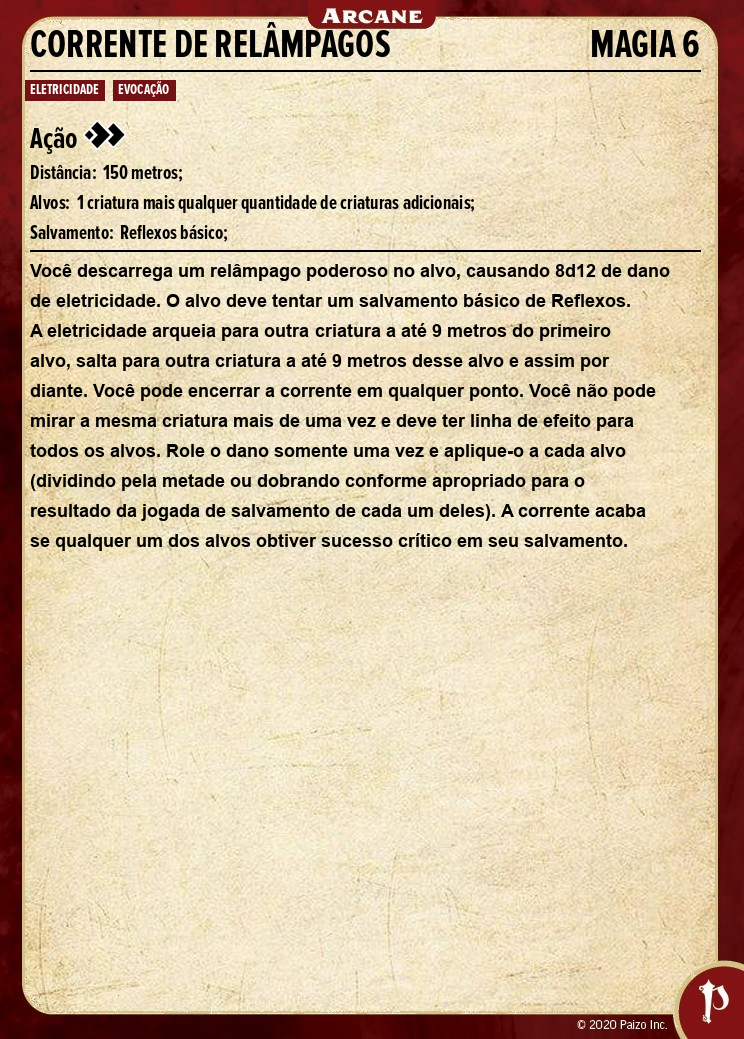 ARCANE
CORRENTE DE RELÂMPAGOS MAGIA 6
ELETRICIDADE EVOCAÇÃO
Ação
Distância: 150 metros;
Alvos: 1 criatura mais qualquer quantidade de criaturas adicionais;
Salvamento: Reflexos básico;
Você descarrega um relâmpago poderoso no alvo, causando 8d12 de dano
de eletricidade. O alvo deve tentar um salvamento básico de Reflexos.
A eletricidade arqueia para outra criatura a até 9 metros do primeiro
alvo, salta para outra criatura a até 9 metros desse alvo e assim por
diante. Você pode encerrar a corrente em qualquer ponto. Você não pode
mirar a mesma criatura mais de uma vez e deve ter linha de efeito para
todos os alvos. Role o dano somente uma vez e aplique-o a cada alvo
(dividindo pela metade ou dobrando conforme apropriado para o
resultado da jogada de salvamento de cada um deles). A corrente acaba
se qualquer um dos alvos obtiver sucesso crítico em seu salvamento.
© 2020 Paizo Inc.
P